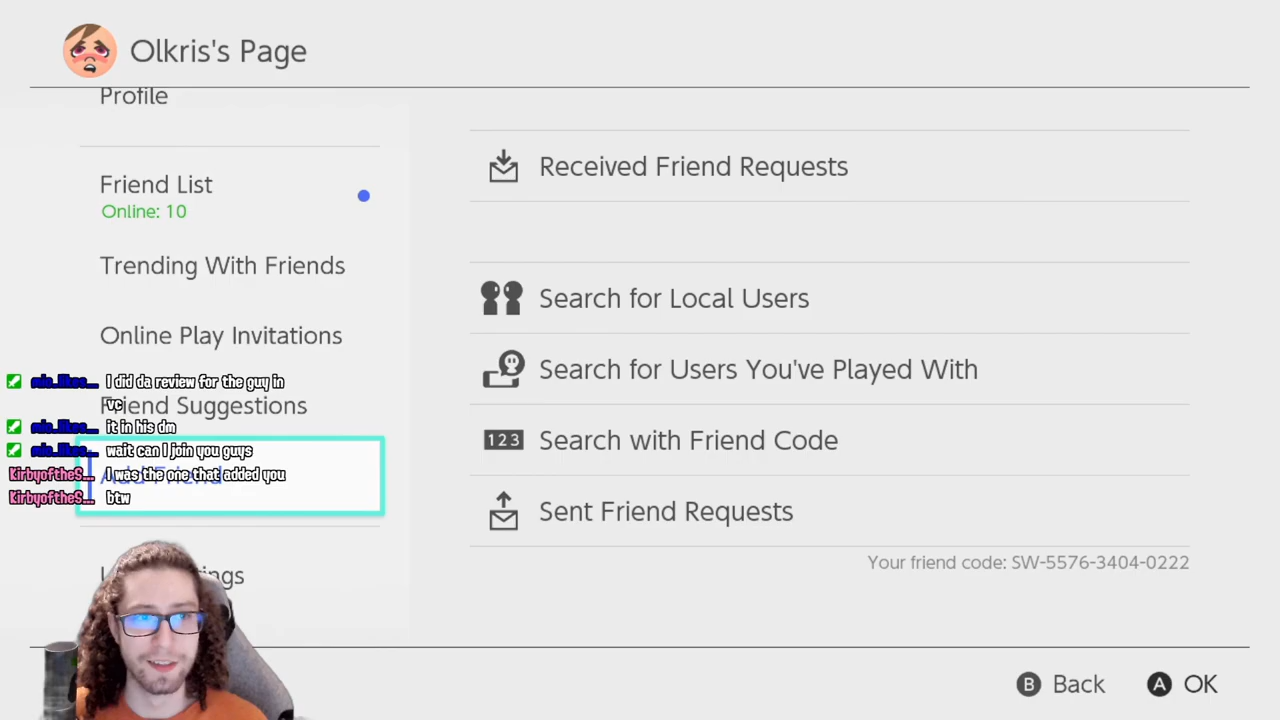 Olkris's Page
Profile
Friend List
Online: 10
Trending With Friends
Online Play Invitations
Friend Suggestions
Add Friend
Received Friend Requests
Search for Local Users
Search for Users You've Played With
123 Search with Friend Code
Sent Friend Requests
Your friend code: SW-5576-3404-0222
I did da review for the guy in
vc
it in his dm
wait can I join you guys
KirbyoftheS... I was the one that added you
KirbyoftheS... btw
B Back
A OK